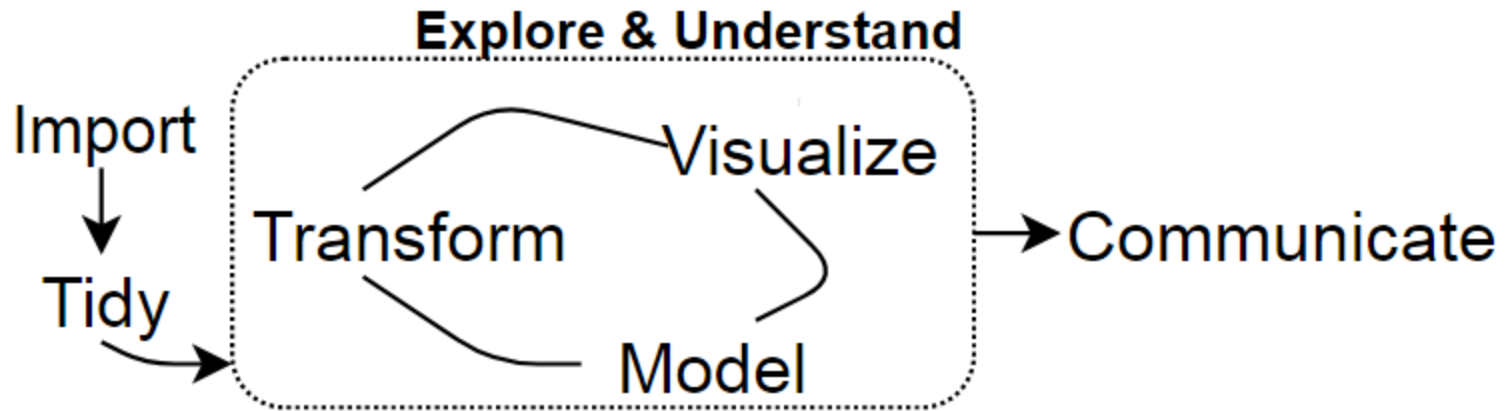 Explore & Understand
Import
Visualize
Transform
Communicate
Tidy
Model